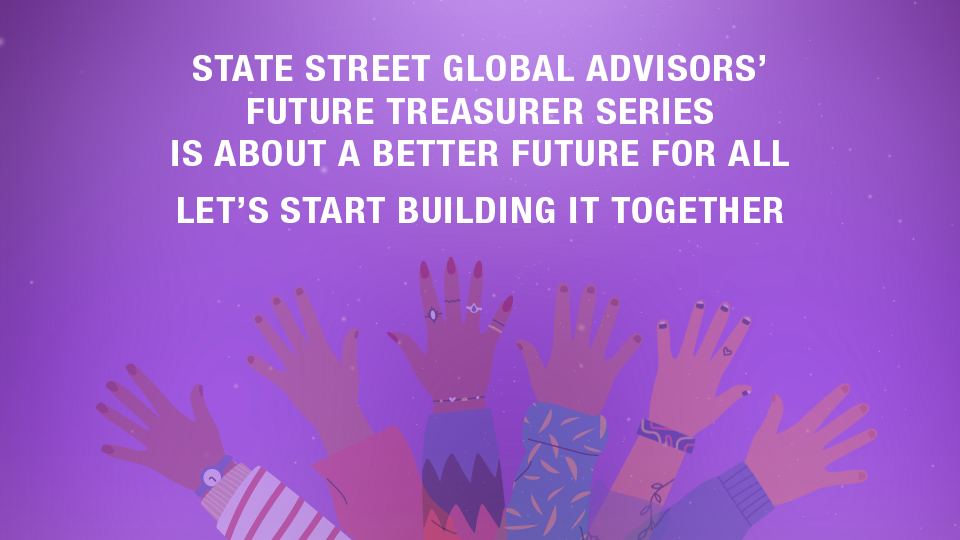 STATE STREET GLOBAL ADVISORS’
FUTURE TREASURER SERIES
IS ABOUT A BETTER FUTURE FOR ALL
LET’S START BUILDING IT TOGETHER